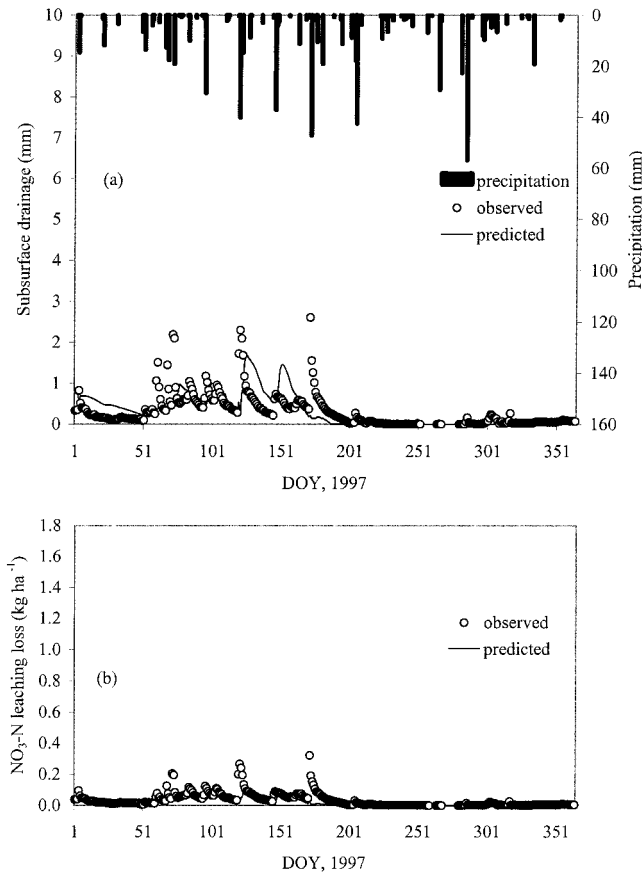 10
9
8
7
6
5
4
3
2
1
0
Subsurface drainage (mm)
0
20
40
60
80
100
120
140
160
Precipitation (mm)
(a)
precipitation
observed
predicted
1 51 101 151 201 251 301 351
DOY, 1997
1.8
1.6
1.4
1.2
1.0
0.8
0.6
0.4
0.2
0.0
NO₃-N leaching loss (kg ha⁻¹)
(b)
observed
predicted
1 51 101 151 201 251 301 351
DOY, 1997